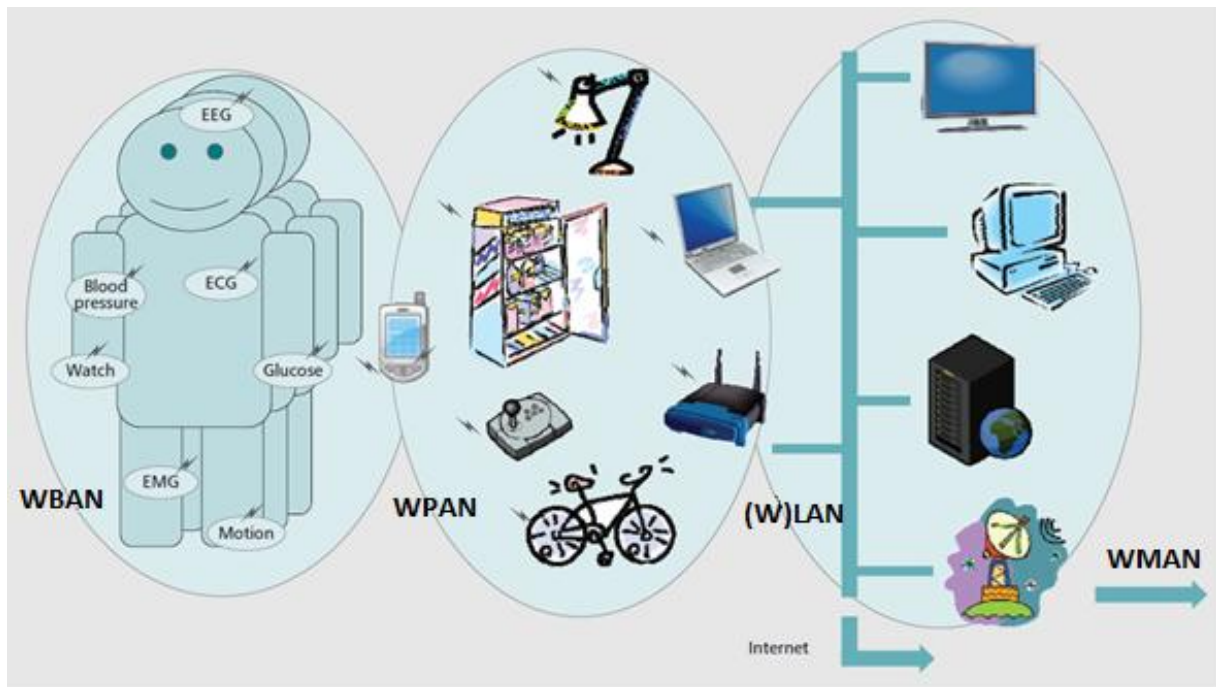 EEG
Blood
pressure
ECG
Watch
Glucose
EMG
Motion
WBAN
WPAN
(W)LAN
WMAN
Internet